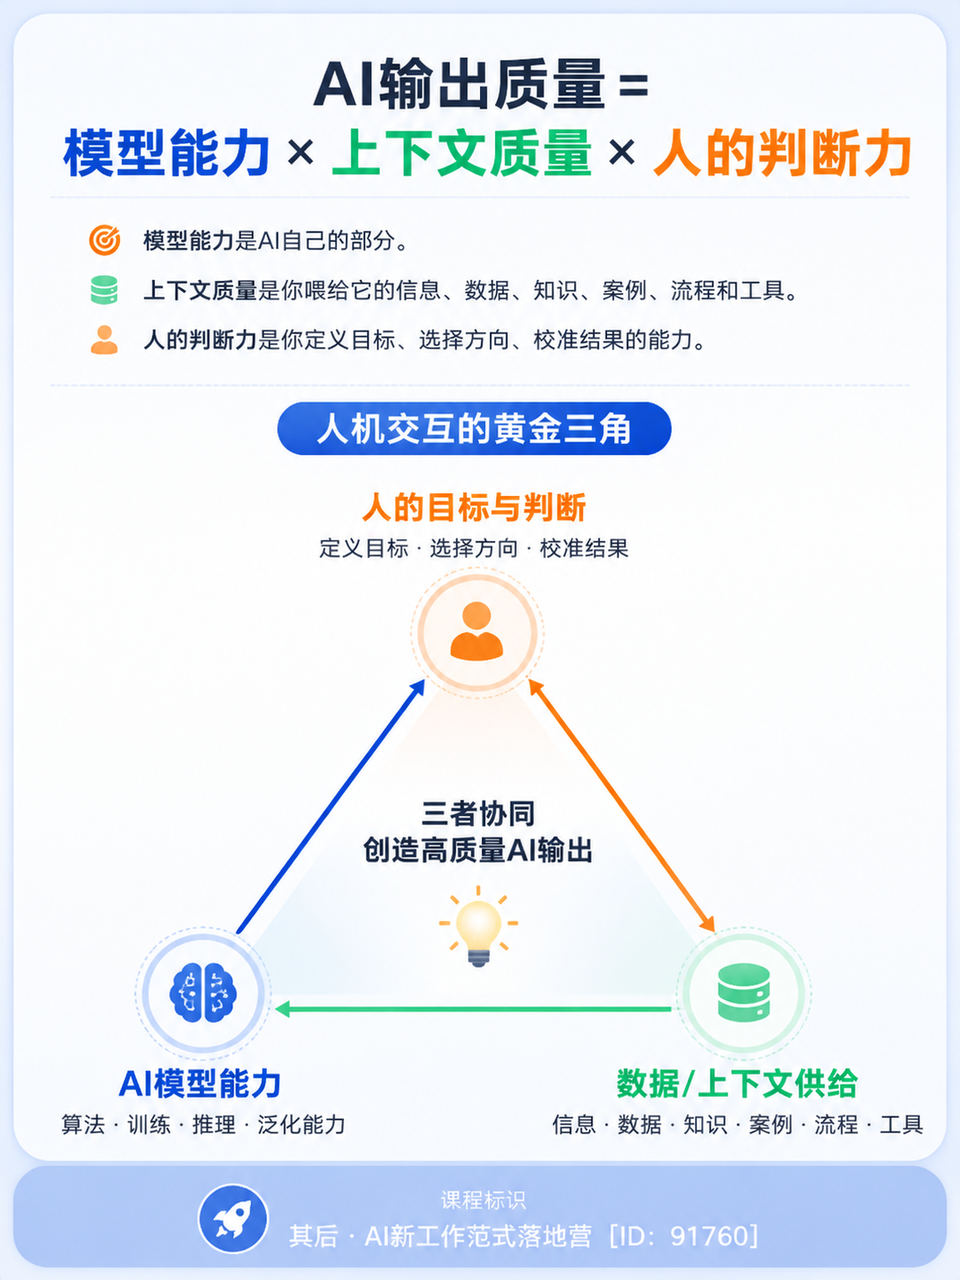 AI输出质量 =
模型能力 × 上下文质量 × 人的判断力
模型能力是AI自己的部分。
上下文质量是你喂给它的信息、数据、知识、案例、流程和工具。
人的判断力是你定义目标、选择方向、校准结果的能力。
人机交互的黄金三角
人的目标与判断
定义目标 · 选择方向 · 校准结果
三者协同
创造高质量AI输出
AI模型能力
算法 · 训练 · 推理 · 泛化能力
数据/上下文供给
信息 · 数据 · 知识 · 案例 · 流程 · 工具
课程标识
其后 · AI新工作范式落地营［ID：91760］